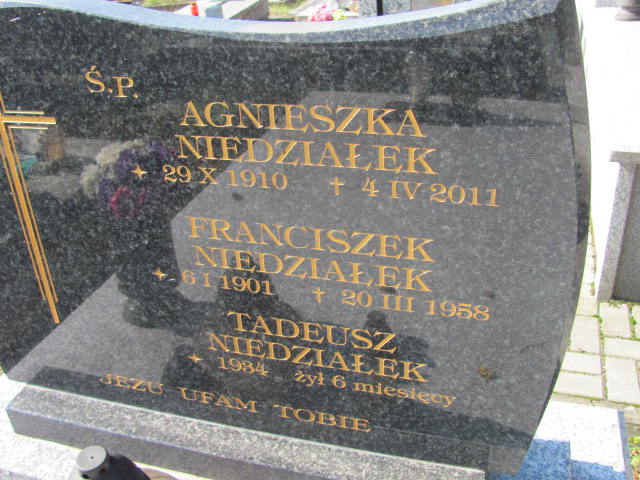 Ś.P.
AGNIESZKA
NIEDZIAŁEK
29 X 1910 4 IV 2011
FRANCISZEK
NIEDZIAŁEK
6 I 1901 20 III 1958
TADEUSZ
NIEDZIAŁEK
1934 żył 6 miesięcy
JEZU UFAM TOBIE